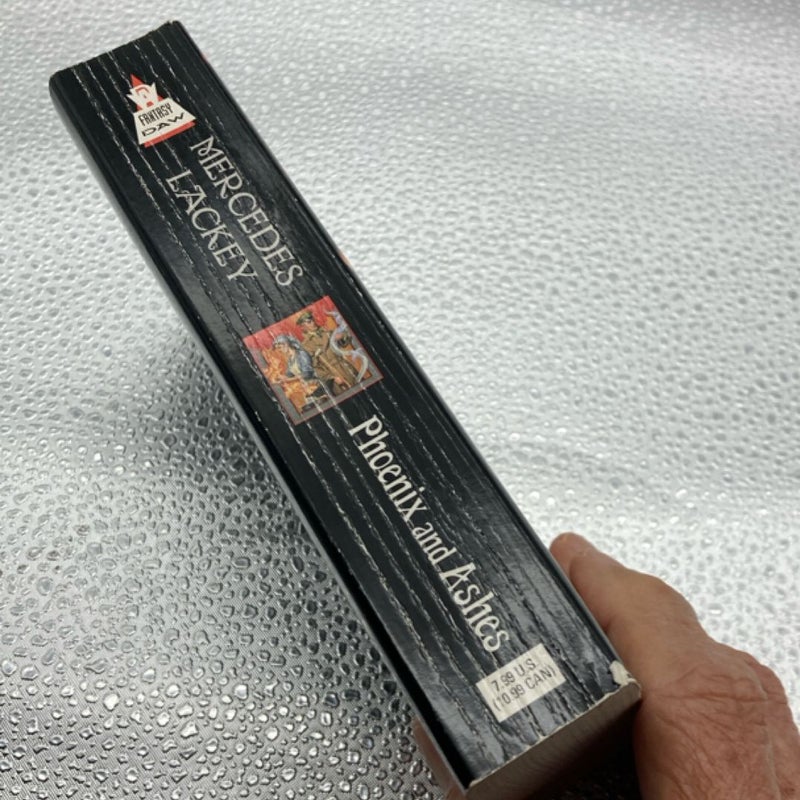 FANTASY
DAW
MERCEDES
LACKEY
Phoenix and Ashes
7.99 U.S.
(10.99 CAN)